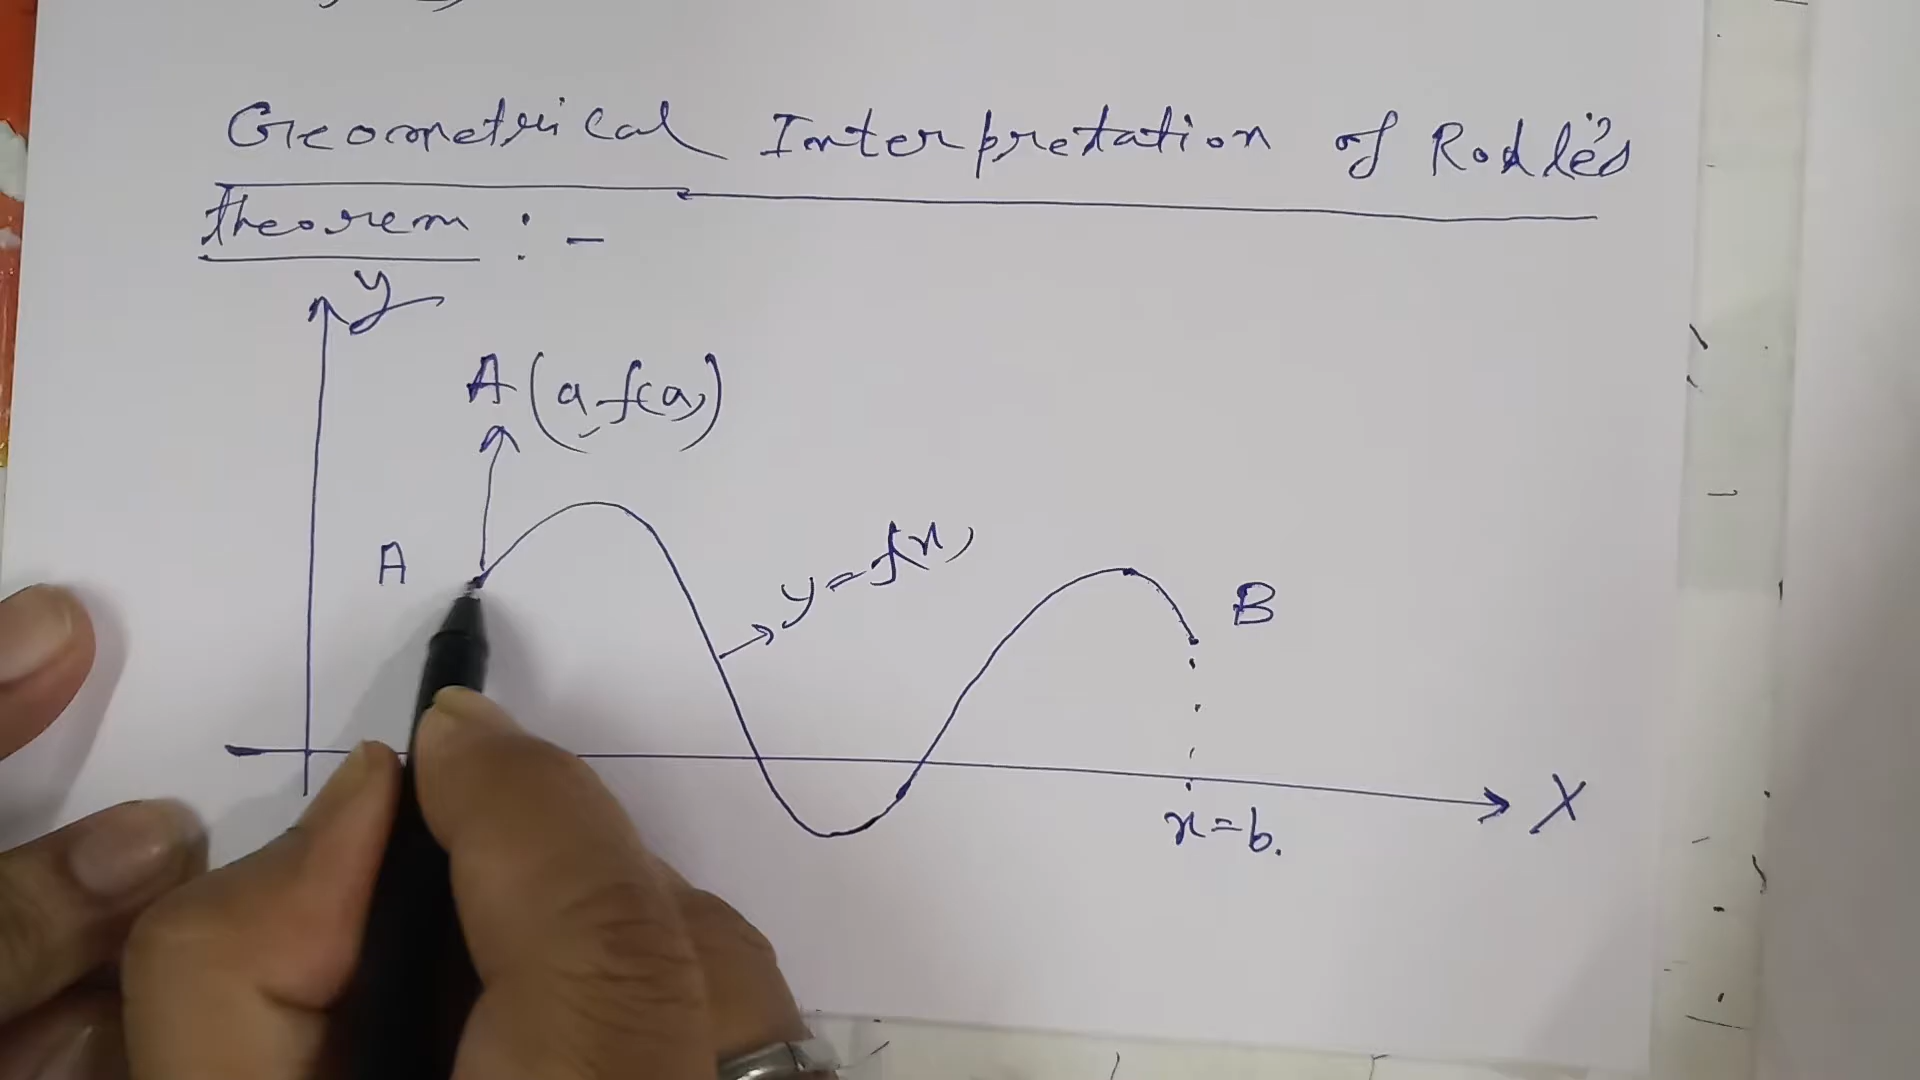 Geometrical Interpretation of Rolle's
theorem : -
y
A (a, f(a))
y = f(x)
A
B
X
x = b.